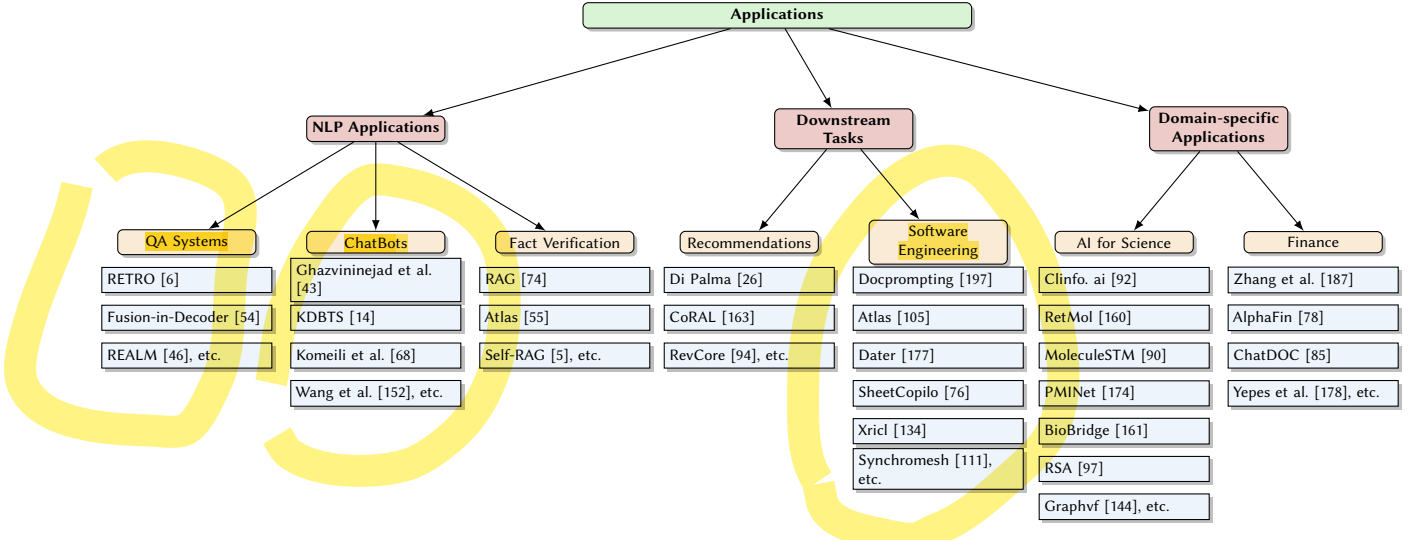 Applications
NLP Applications
Downstream
Tasks
Domain-specific
Applications
QA Systems
ChatBots
Fact Verification
Recommendations
Software
Engineering
AI for Science
Finance
RETRO [6]
Fusion-in-Decoder [54]
REALM [46], etc.
Ghazvininejad et al.
[43]
KDBTS [14]
Komeili et al. [68]
Wang et al. [152], etc.
RAG [74]
Atlas [55]
Self-RAG [5], etc.
Di Palma [26]
CoRAL [163]
RevCore [94], etc.
Docprompting [197]
Atlas [105]
Dater [177]
SheetCopilo [76]
Xricl [134]
Synchromesh [111],
etc.
Clinfo. ai [92]
RetMol [160]
MoleculeSTM [90]
PMINet [174]
BioBridge [161]
RSA [97]
Graphvf [144], etc.
Zhang et al. [187]
AlphaFin [78]
ChatDOC [85]
Yepes et al. [178], etc.